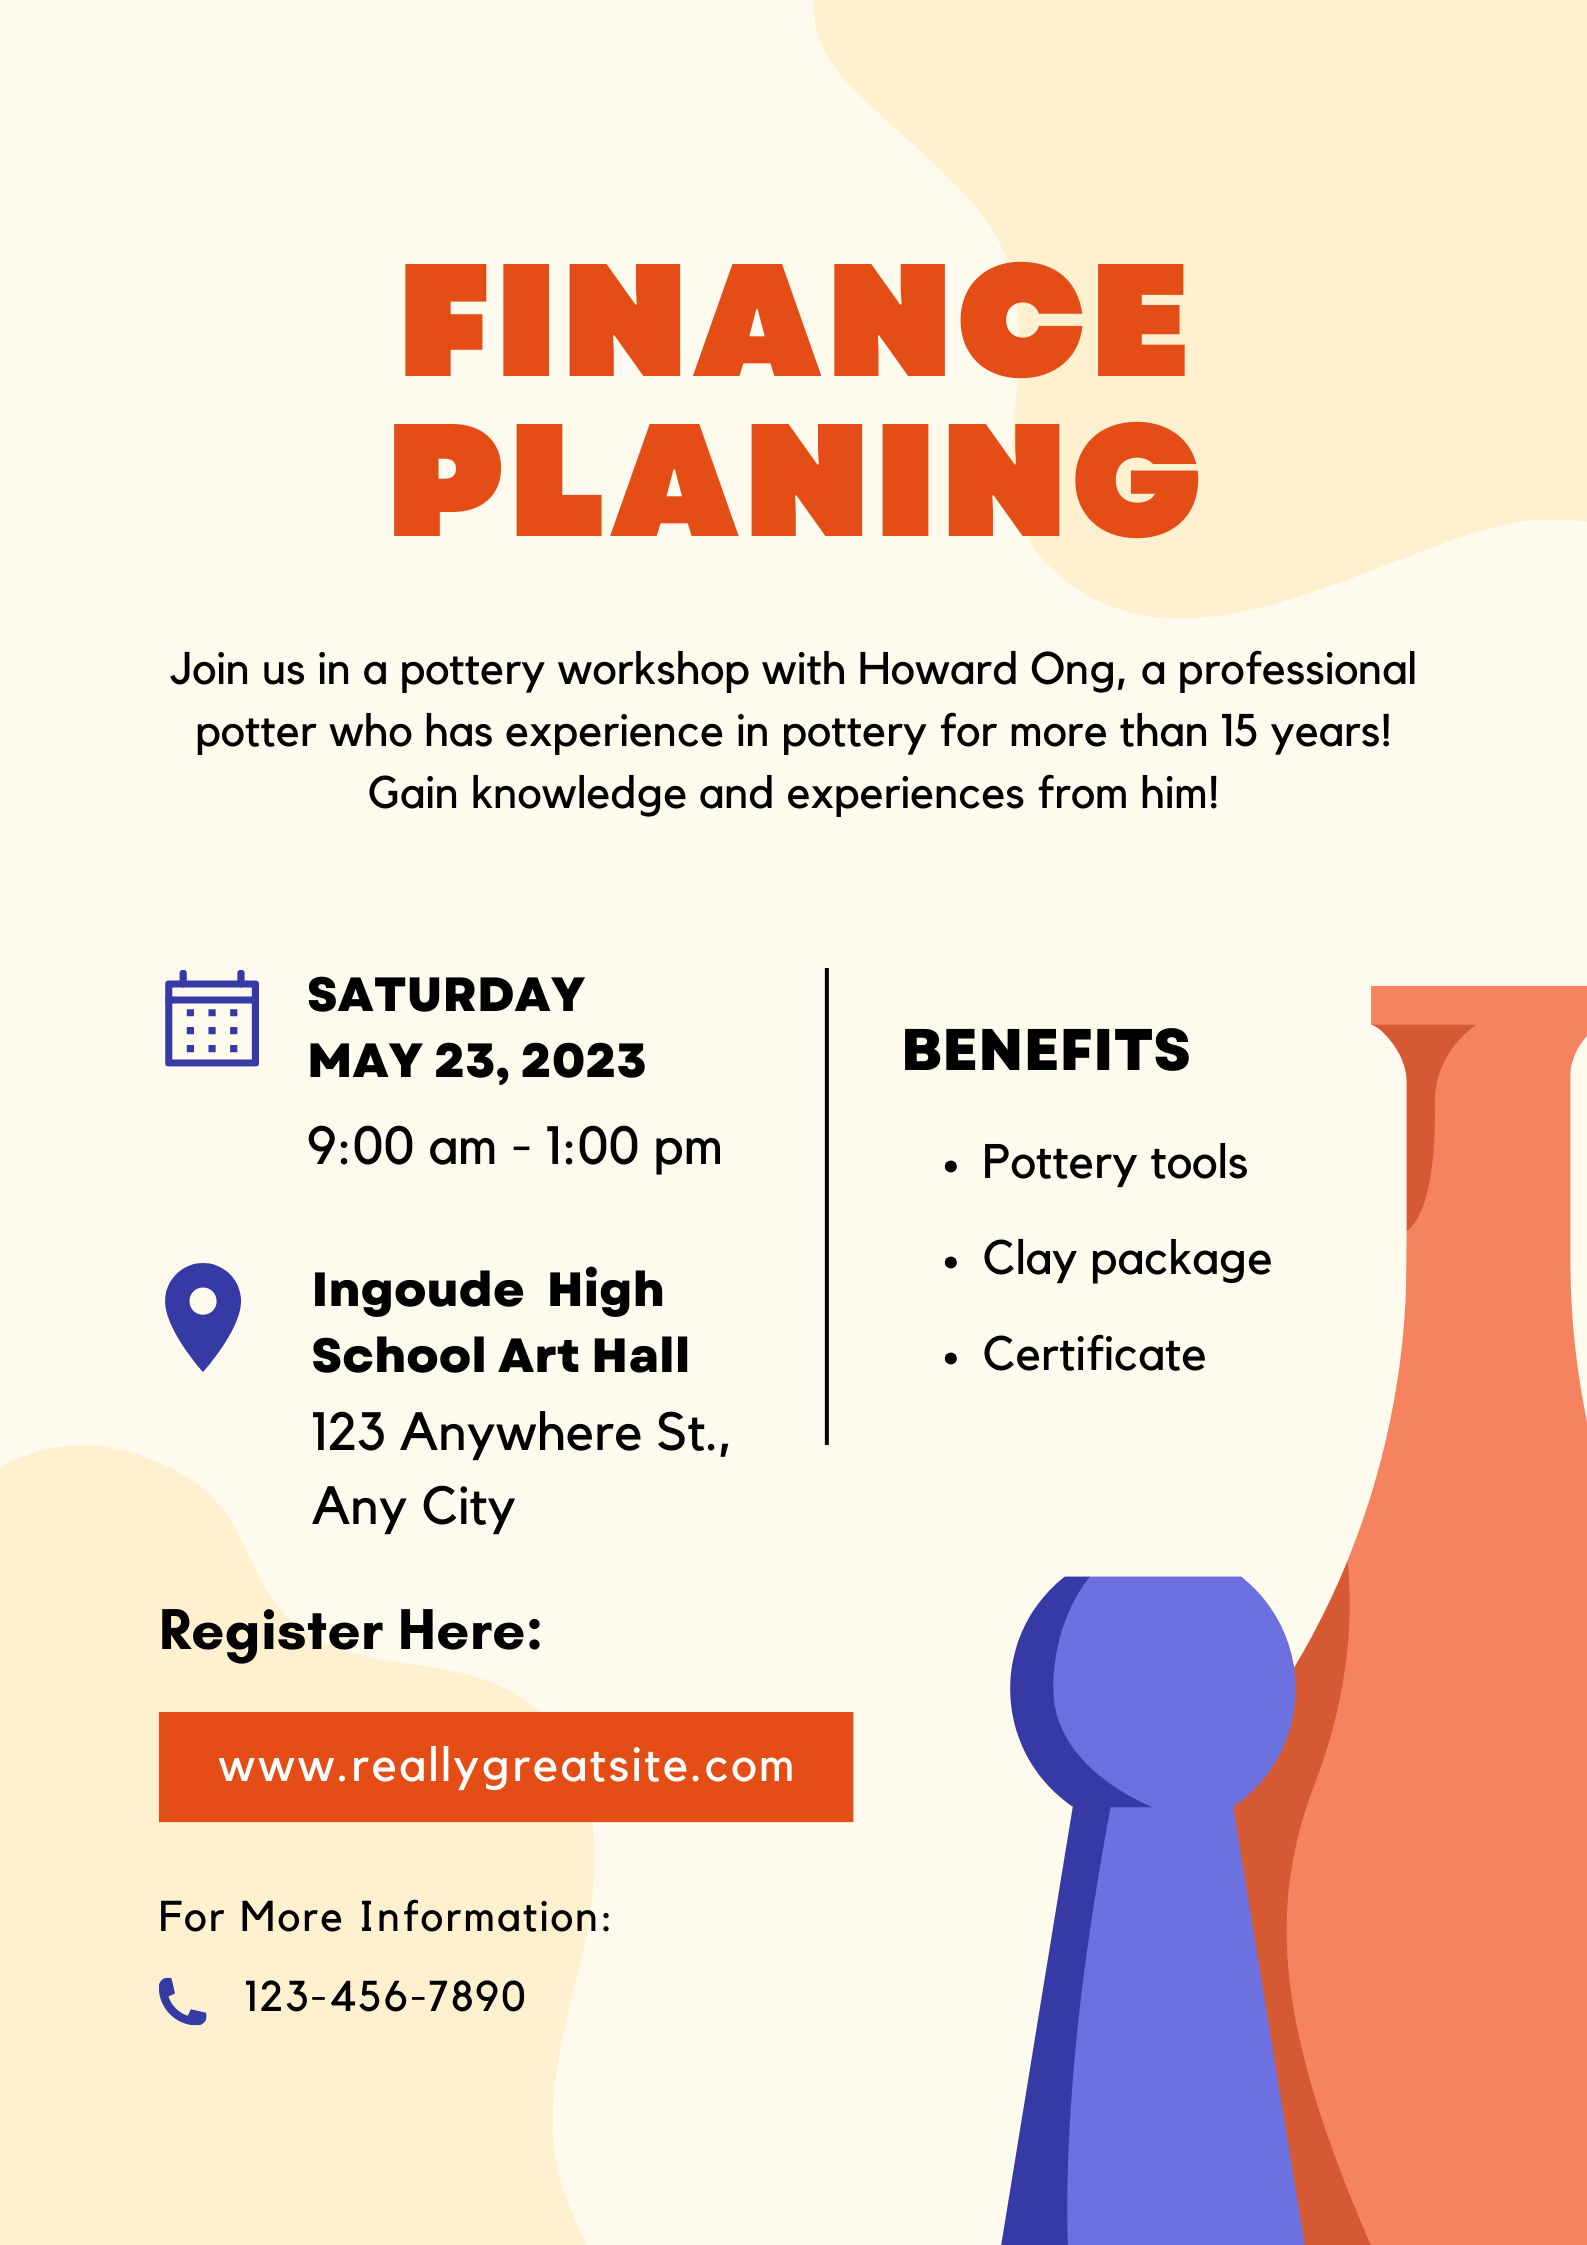 FINANCE
PLANING
Join us in a pottery workshop with Howard Ong, a professional
potter who has experience in pottery for more than 15 years!
Gain knowledge and experiences from him!
SATURDAY
MAY 23, 2023
9:00 am - 1:00 pm
Ingoude High
School Art Hall
123 Anywhere St.,
Any City
BENEFITS
• Pottery tools
• Clay package
• Certificate
Register Here:
www.reallygreatsite.com
For More Information:
123-456-7890